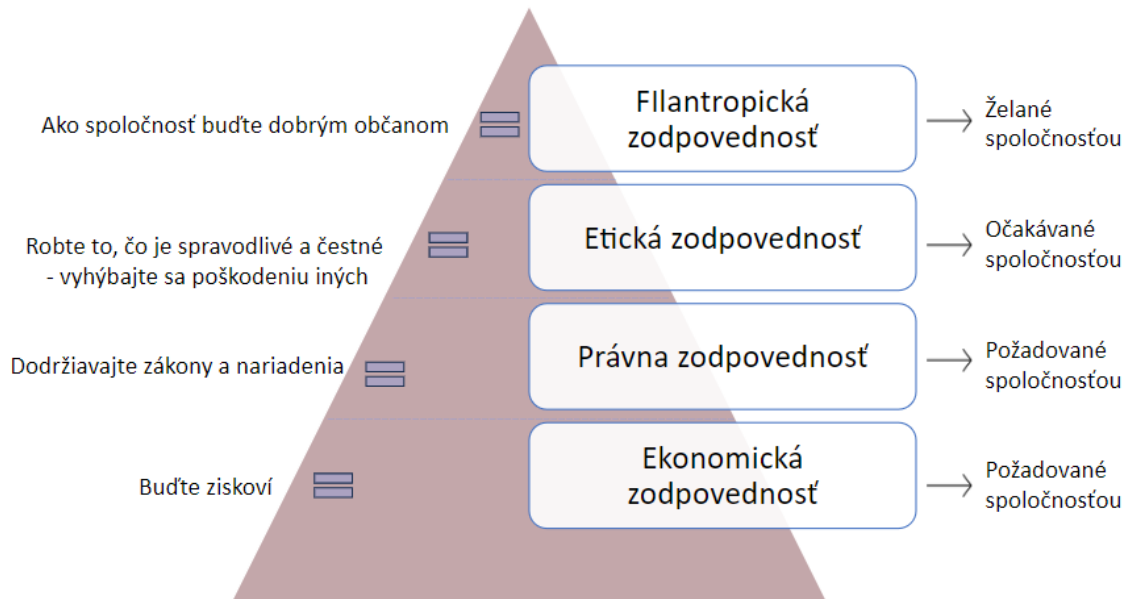 Ako spoločnosť buďte dobrým občanom
FIlantropická
zodpovednosť
Želané
spoločnosťou
Robte to, čo je spravodlivé a čestné
- vyhýbajte sa poškodeniu iných
Etická zodpovednosť
Očakávané
spoločnosťou
Dodržiavajte zákony a nariadenia
Právna zodpovednosť
Požadované
spoločnosťou
Buďte ziskoví
Ekonomická
zodpovednosť
Požadované
spoločnosťou